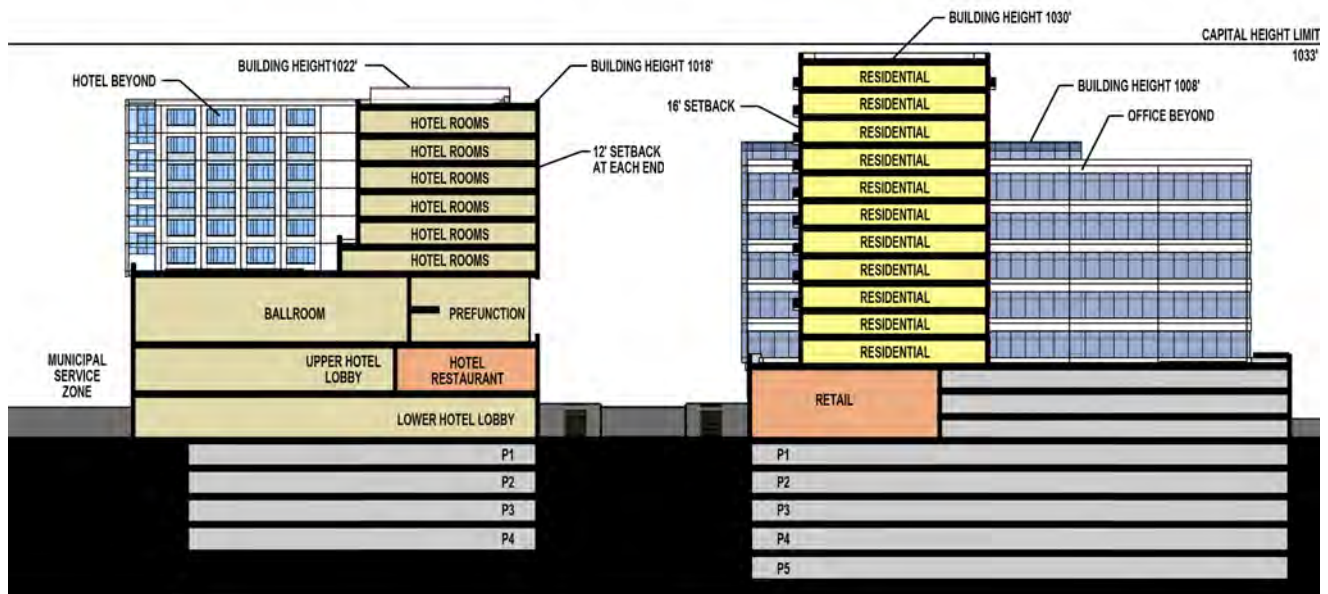 BUILDING HEIGHT 1030'
CAPITAL HEIGHT LIMIT
1033'
HOTEL BEYOND
BUILDING HEIGHT1022'
BUILDING HEIGHT 1018'
12' SETBACK
AT EACH END
16' SETBACK
BUILDING HEIGHT 1008'
OFFICE BEYOND
HOTEL ROOMS
HOTEL ROOMS
HOTEL ROOMS
HOTEL ROOMS
HOTEL ROOMS
HOTEL ROOMS
BALLROOM
PREFUNCTION
MUNICIPAL
SERVICE
ZONE
UPPER HOTEL
LOBBY
HOTEL
RESTAURANT
LOWER HOTEL LOBBY
P1
P2
P3
P4
RESIDENTIAL
RESIDENTIAL
RESIDENTIAL
RESIDENTIAL
RESIDENTIAL
RESIDENTIAL
RESIDENTIAL
RESIDENTIAL
RESIDENTIAL
RESIDENTIAL
RESIDENTIAL
RETAIL
P1
P2
P3
P4
P5